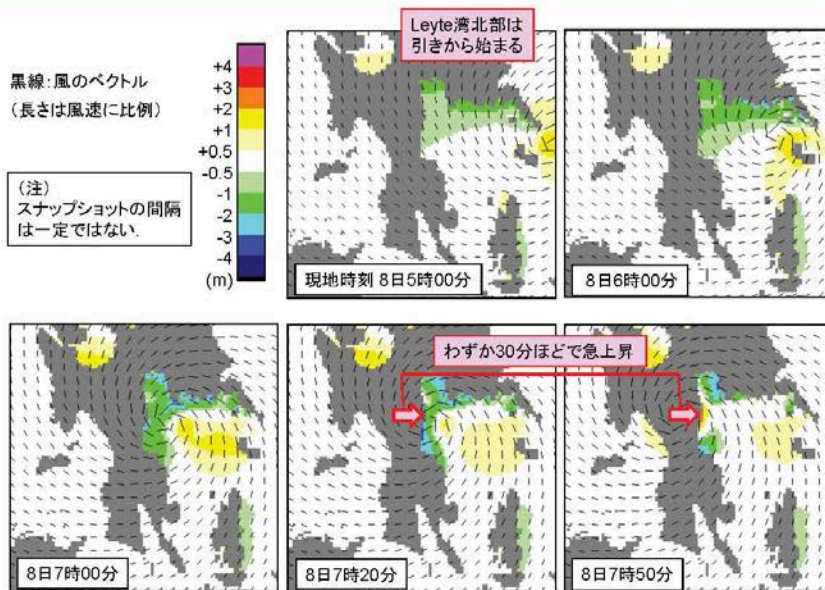 Leyte湾北部は
引きから始まる
黒線：風のベクトル
（長さは風速に比例）
+4
+3
+2
+1
+0.5
-0.5
-1
-2
-3
-4
(m)
（注）
スナップショットの間隔
は一定ではない．
現地時刻 8日5時00分
8日6時00分
わずか30分ほどで急上昇
8日7時00分
8日7時20分
8日7時50分